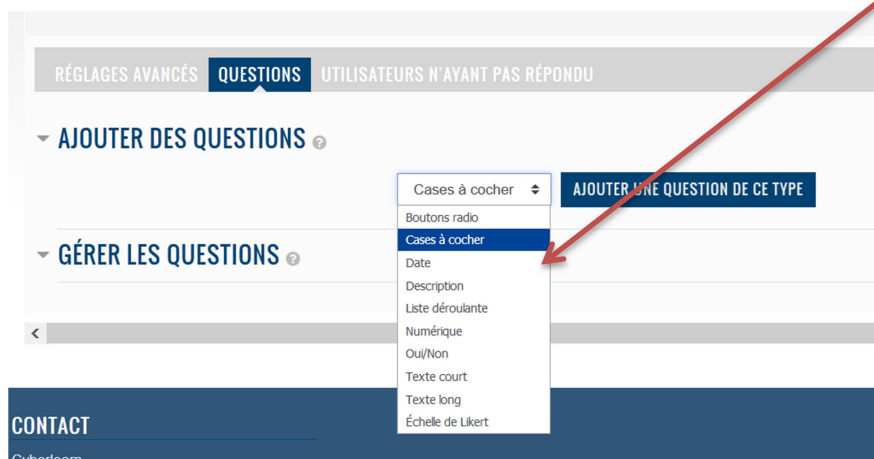 RÉGLAGES AVANCÉS QUESTIONS UTILISATEURS N'AYANT PAS RÉPONDU
AJOUTER DES QUESTIONS
Cases à cocher AJOUTER UNE QUESTION DE CE TYPE
Boutons radio
Cases à cocher
Date
Description
Liste déroulante
Numérique
Oui/Non
Texte court
Texte long
Échelle de Likert
GÉRER LES QUESTIONS
CONTACT
Cyberlearn